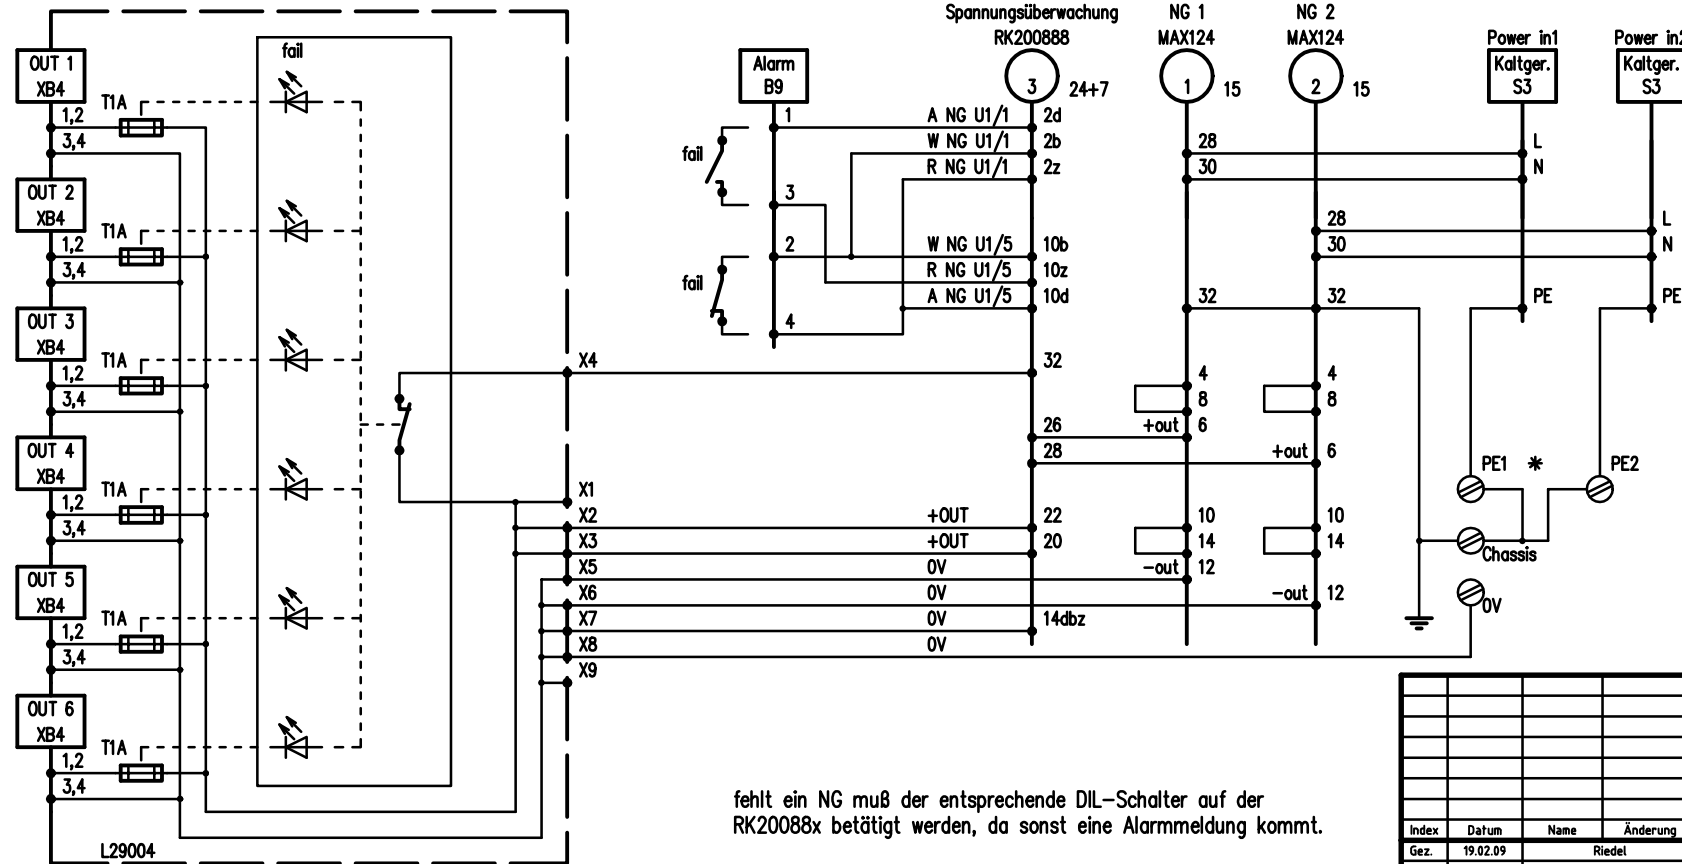 Spannungsüberwachung NG 1 NG 2
RK200888 MAX124 MAX124 Power in1 Power in2
fail
OUT 1
XB4
T1A
1,2
3,4
OUT 2
XB4
T1A
1,2
3,4
OUT 3
XB4
T1A
1,2
3,4
OUT 4
XB4
T1A
1,2
3,4
OUT 5
XB4
T1A
1,2
3,4
OUT 6
XB4
T1A
1,2
3,4
L29004
X4
X1
X2
X3
X5
X6
X7
X8
X9
Alarm
B9
fail
fail
1
3
2
4
A NG U1/1
W NG U1/1
R NG U1/1
W NG U1/5
R NG U1/5
A NG U1/5
+OUT
+OUT
0V
0V
0V
0V
3 24+7
2d
2b
2z
10b
10z
10d
32
26
28
22
20
14dbz
1 15
28
30
32
4
8
+out 6
10
14
-out 12
2 15
28
30
32
4
8
+out 6
10
14
-out 12
Kaltger.
S3
L
N
PE
Kaltger.
S3
L
N
PE
PE1 * PE2
Chassis
0V
fehlt ein NG muß der entsprechende DIL-Schalter auf der
RK20088x betätigt werden, da sonst eine Alarmmeldung kommt.
Index Datum Name Änderung
Gez. 19.02.09 Riedel